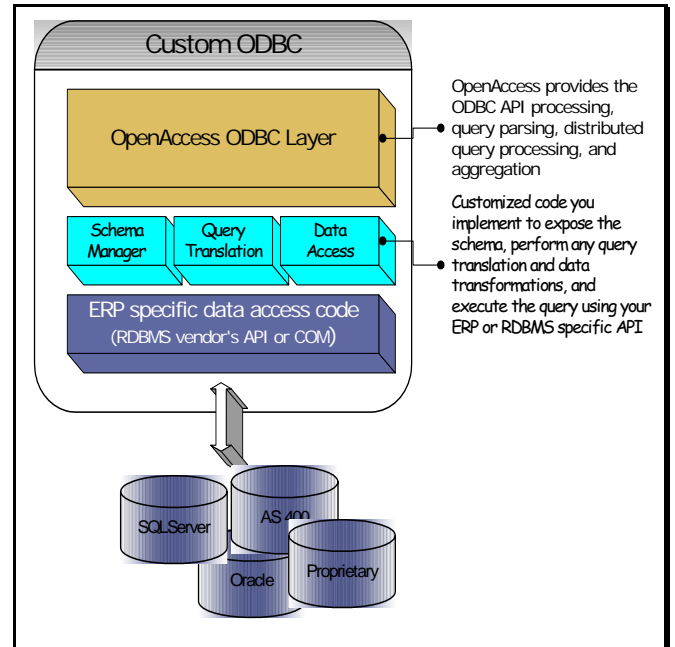 Custom ODBC
OpenAccess ODBC Layer
OpenAccess provides the
ODBC API processing,
query parsing, distributed
query processing, and
aggregation
Schema
Manager
Query
Translation
Data
Access
Customized code you
implement to expose the
schema, perform any query
translation and data
transformations, and
execute the query using your
ERP or RDBMS specific API
ERP specific data access code
(RDBMS vendor's API or COM)
SQLServer
AS 400
Oracle
Proprietary